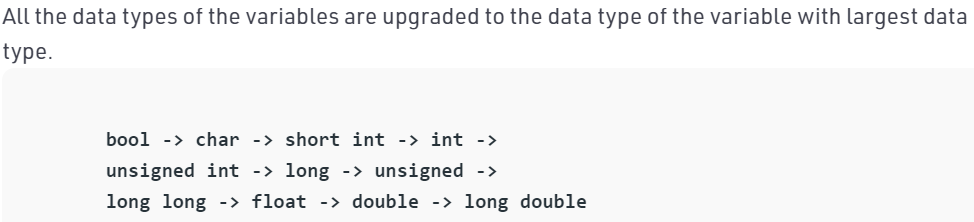 All the data types of the variables are upgraded to the data type of the variable with largest data
type.
bool -> char -> short int -> int ->
unsigned int -> long -> unsigned ->
long long -> float -> double -> long double